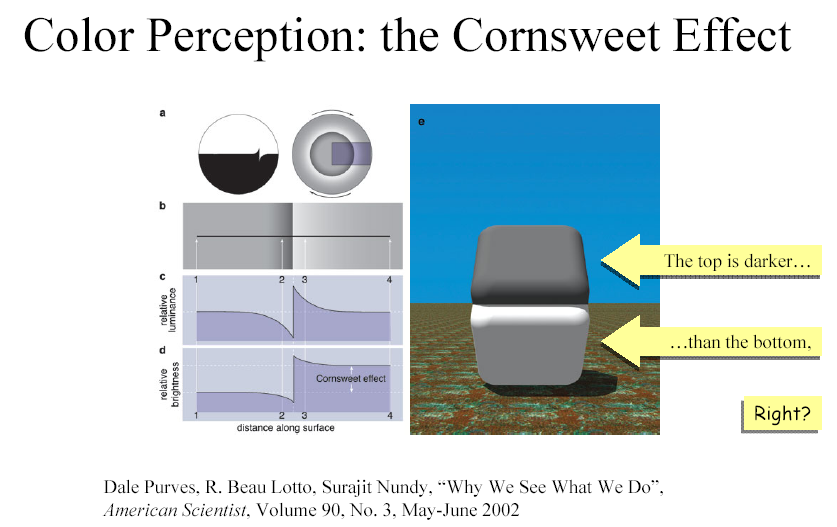 Color Perception: the Cornsweet Effect
a
e
b
The top is darker…
c
1 2 3 4
relative luminance
…than the bottom,
d
relative brightness
Cornsweet effect
Right?
1 2 3 4
distance along surface
Dale Purves, R. Beau Lotto, Surajit Nundy, “Why We See What We Do”,
American Scientist, Volume 90, No. 3, May-June 2002